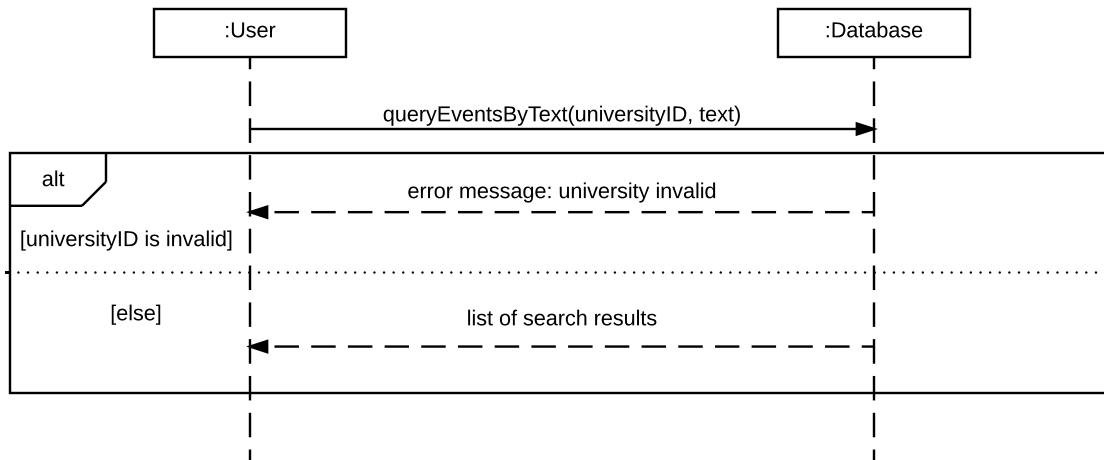 :User
:Database
queryEventsByText(universityID, text)
alt
error message: university invalid
[universityID is invalid]
[else]
list of search results